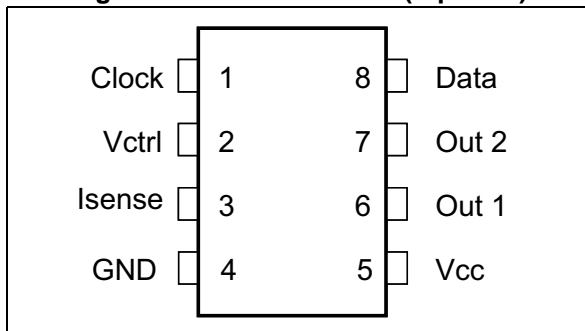 Clock 1 8 Data
Vctrl 2 7 Out 2
Isense 3 6 Out 1
GND 4 5 Vcc